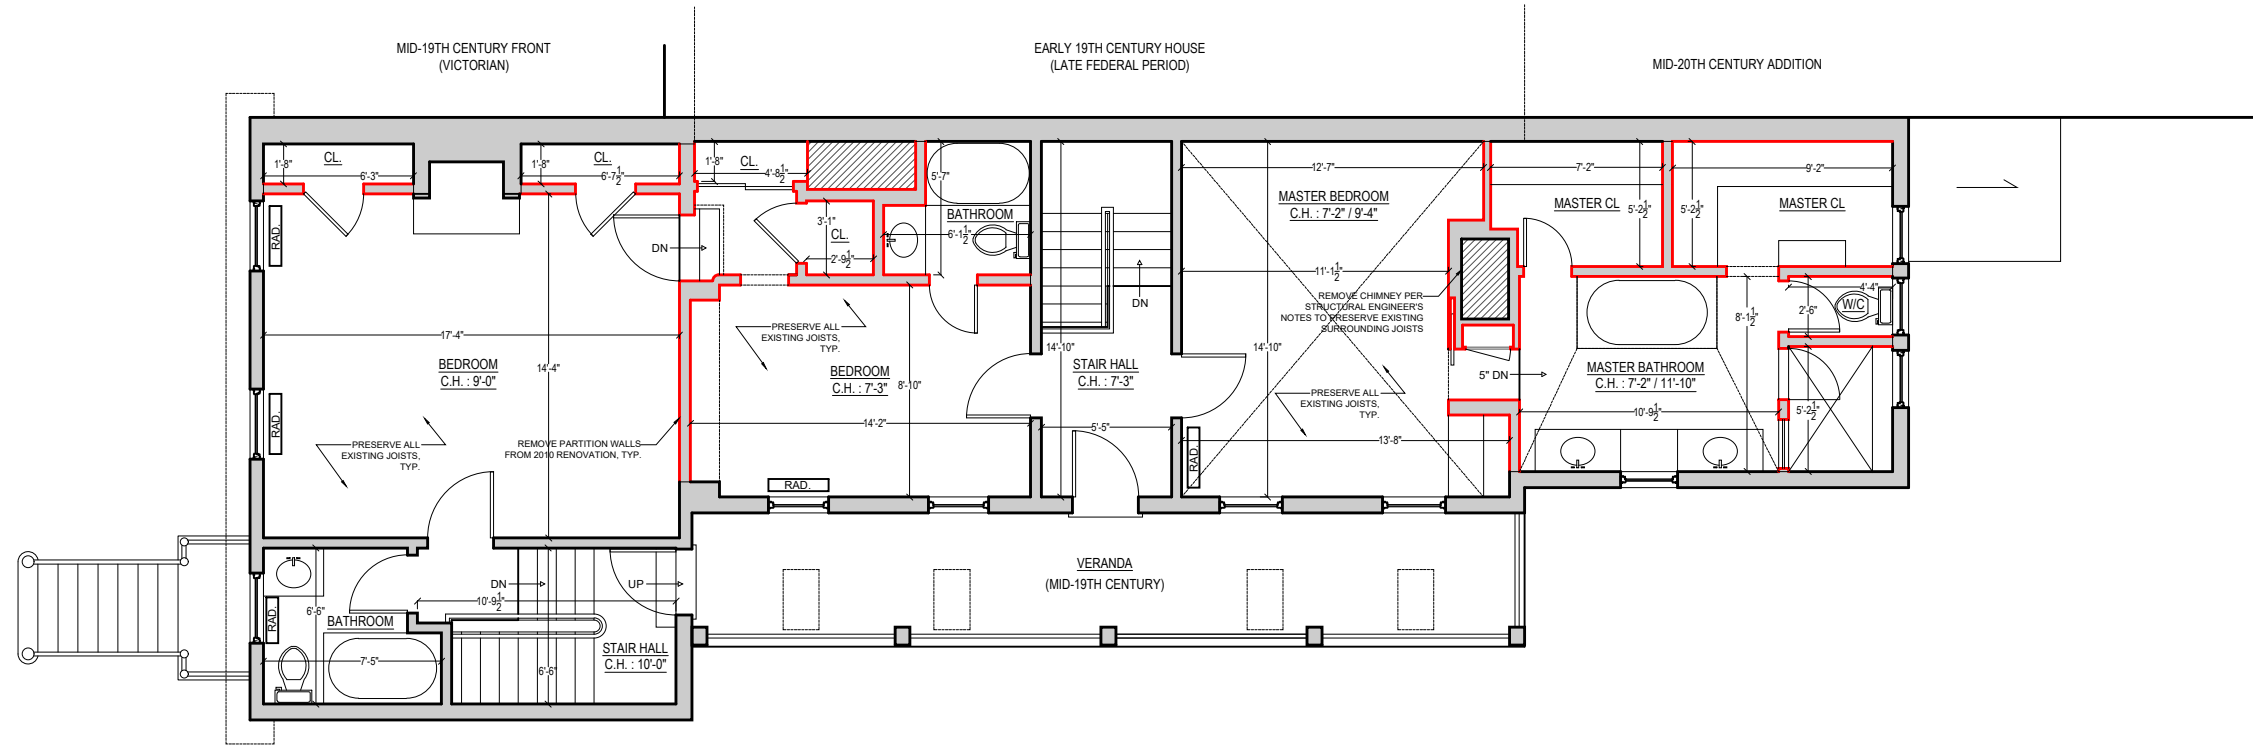 MID-19TH CENTURY FRONT
(VICTORIAN)
EARLY 19TH CENTURY HOUSE
(LATE FEDERAL PERIOD)
MID-20TH CENTURY ADDITION
1'-8"
CL.
6'-3"
1'-8"
CL.
6'-7½"
1'-8"
CL.
4'-8½"
5'-7"
BATHROOM
6'-1½"
3'-1"
CL.
2'-9½"
12'-7"
MASTER BEDROOM
C.H. : 7'-2" / 9'-4"
11'-1½"
7'-2"
MASTER CL
5'-2½"
9'-2"
5'-2½"
MASTER CL
RAD.
DN
DN
REMOVE CHIMNEY PER
STRUCTURAL ENGINEER'S
NOTES TO PRESERVE EXISTING
SURROUNDING JOISTS
4'-4"
W/C
2'-6"
8'-1½"
17'-4"
PRESERVE ALL
EXISTING JOISTS,
TYP.
14'-10"
14'-10"
BEDROOM
C.H. : 9'-0"
14'-4"
BEDROOM
C.H. : 7'-3"
8'-10"
STAIR HALL
C.H. : 7'-3"
5" DN
MASTER BATHROOM
C.H. : 7'-2" / 11'-10"
PRESERVE ALL
EXISTING JOISTS,
TYP.
RAD.
14'-2"
5'-5"
13'-8"
10'-9½"
5'-2½"
PRESERVE ALL
EXISTING JOISTS,
TYP.
REMOVE PARTITION WALLS
FROM 2010 RENOVATION, TYP.
RAD.
RAD.
DN
UP
10'-9½"
VERANDA
(MID-19TH CENTURY)
RAD.
6'-6"
BATHROOM
7'-5"
STAIR HALL
C.H. : 10'-0"
6'-6"